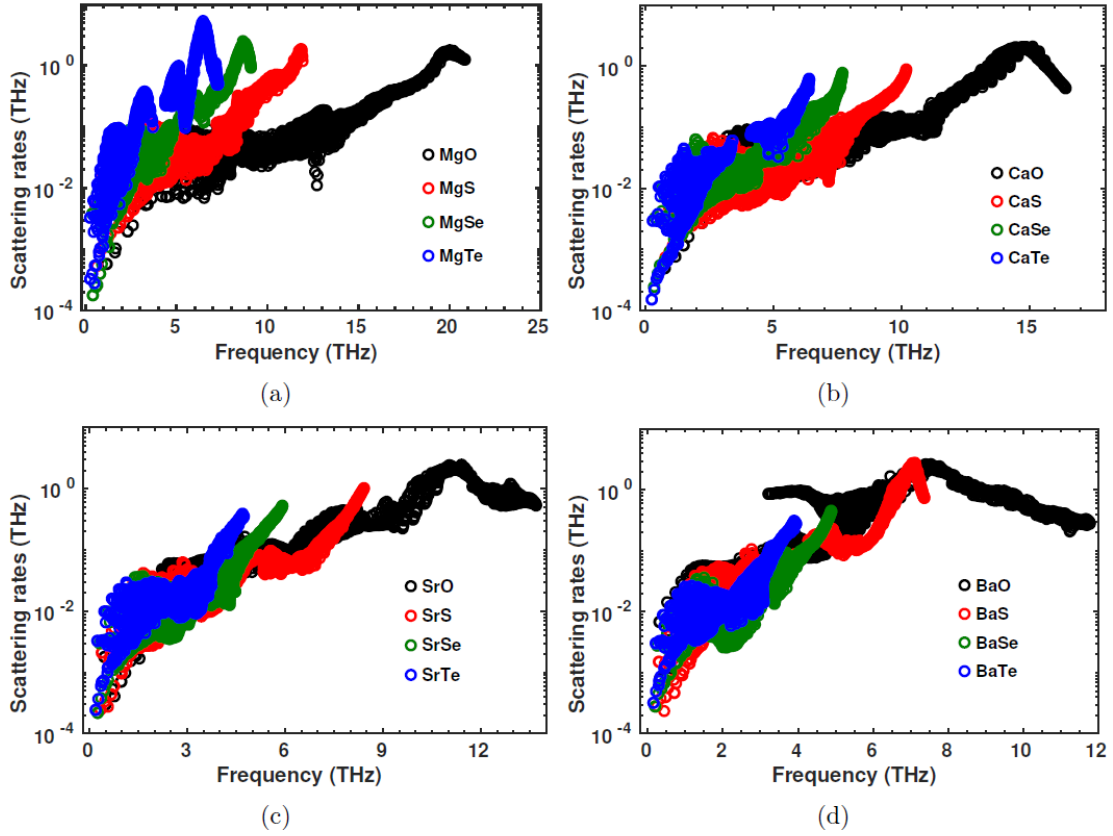 Scattering rates (THz)
10^0
10^-2
10^-4
MgO
MgS
MgSe
MgTe
0 5 10 15 20 25
Frequency (THz)
(a)
Scattering rates (THz)
10^0
10^-2
10^-4
CaO
CaS
CaSe
CaTe
0 5 10 15
Frequency (THz)
(b)
Scattering rates (THz)
10^0
10^-2
10^-4
SrO
SrS
SrSe
SrTe
0 3 6 9 12
Frequency (THz)
(c)
Scattering rates (THz)
10^0
10^-2
10^-4
BaO
BaS
BaSe
BaTe
0 2 4 6 8 10 12
Frequency (THz)
(d)